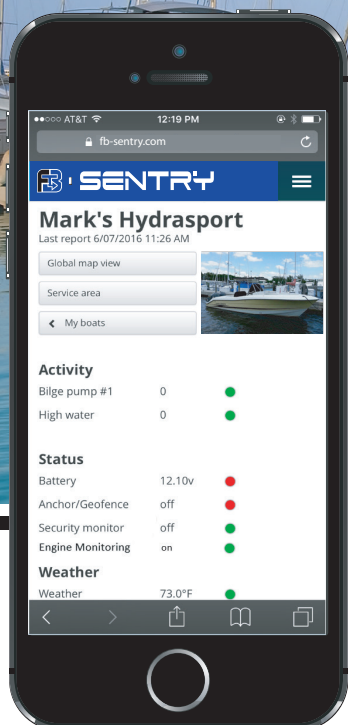 AT&T 12:19 PM
fb-sentry.com
FB SENTRY
Mark's Hydrasport
Last report 6/07/2016 11:26 AM
Global map view
Service area
My boats
Activity
Bilge pump #1 0
High water 0
Status
Battery 12.10v
Anchor/Geofence off
Security monitor off
Engine Monitoring on
Weather
Weather 73.0°F